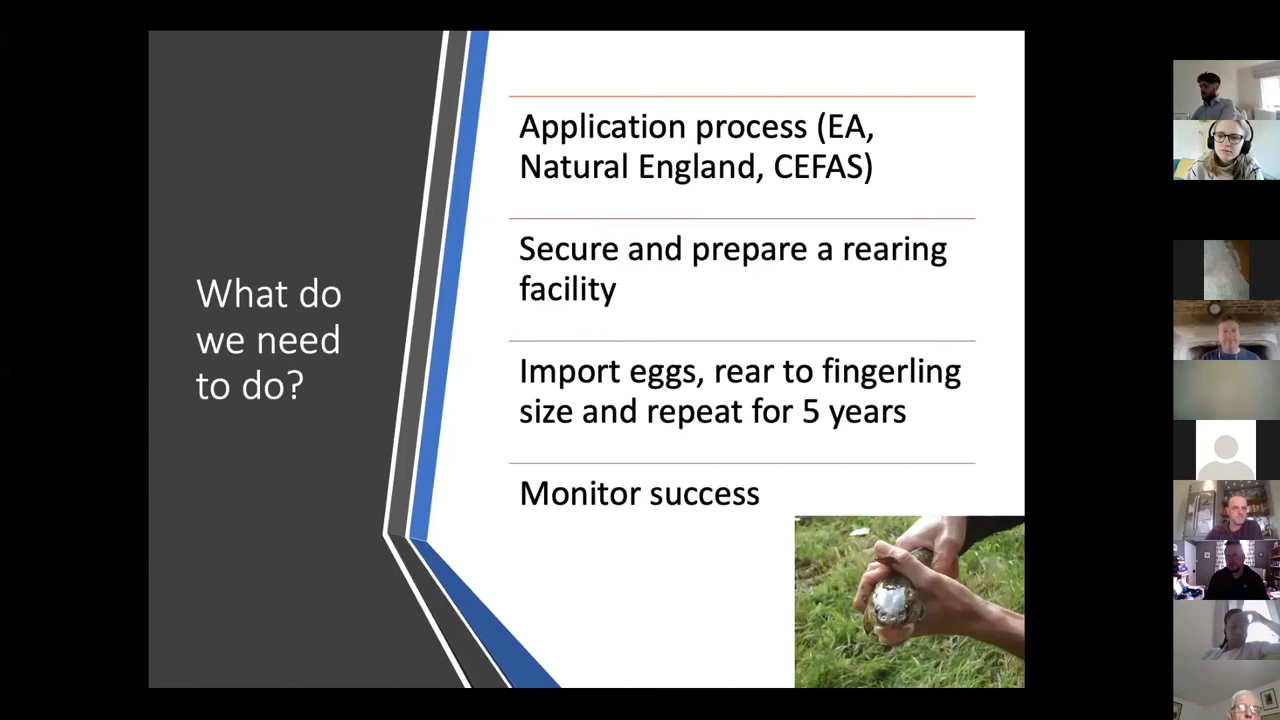 What do
we need
to do?
Application process (EA,
Natural England, CEFAS)
Secure and prepare a rearing
facility
Import eggs, rear to fingerling
size and repeat for 5 years
Monitor success